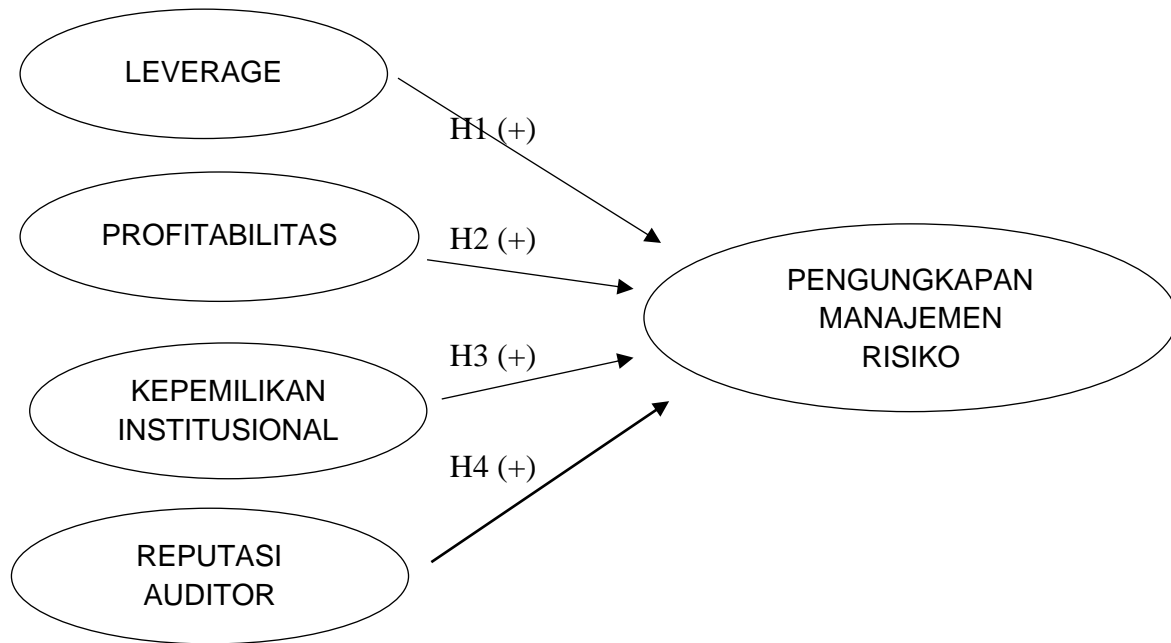 LEVERAGE
H1 (+)
PROFITABILITAS
H2 (+)
PENGUNGKAPAN
MANAJEMEN
RISIKO
H3 (+)
KEPEMILIKAN
INSTITUSIONAL
H4 (+)
REPUTASI
AUDITOR